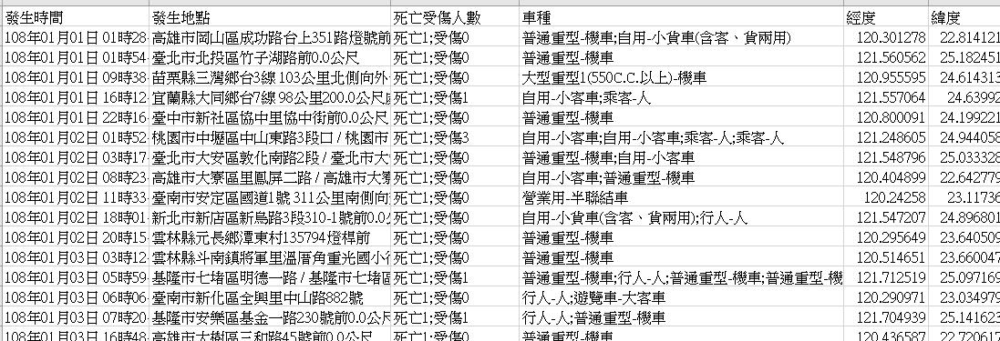 發生時間 發生地點 死亡受傷人數 車種 經度 緯度
108年01月01日 01時28 高雄市岡山區成功路台上351路燈號前 死亡1;受傷0 普通重型-機車;自用-小貨車(含客、貨兩用) 120.301278 22.814121
108年01月01日 01時54 臺北市北投區竹子湖路前0.0公尺 死亡1;受傷0 普通重型-機車 121.560562 25.182451
108年01月01日 09時38 苗栗縣三灣鄉台3線 103公里北側向外 死亡1;受傷0 大型重型1(550C.C.以上)-機車 120.955595 24.614313
108年01月01日 16時12 宜蘭縣大同鄉台7線 98公里200.0公尺處 死亡1;受傷1 自用-小客車;乘客-人 121.557064 24.63992
108年01月01日 22時16 臺中市新社區協中里協中街前0.0公尺 死亡1;受傷0 普通重型-機車 120.800091 24.199221
108年01月02日 01時52 桃園市中壢區中山東路3段口 / 桃園市 死亡1;受傷3 自用-小客車;自用-小客車;乘客-人;乘客-人 121.248605 24.944058
108年01月02日 03時17 臺北市大安區敦化南路2段 / 臺北市大 死亡1;受傷0 普通重型-機車;自用-小客車 121.548796 25.033328
108年01月02日 08時23 高雄市大寮區里鳳屏二路 / 高雄市大寮 死亡1;受傷0 自用-小客車;普通重型-機車 120.404899 22.642779
108年01月02日 11時33 臺南市安定區國道1號 311公里南側向 死亡1;受傷0 營業用-半聯結車 120.24258 23.11736
108年01月02日 18時01 新北市新店區新烏路3段310-1號前0.0公 死亡1;受傷0 自用-小貨車(含客、貨兩用);行人-人 121.547207 24.896801
108年01月02日 20時15 雲林縣元長鄉潭東村135794燈桿前 死亡1;受傷0 普通重型-機車 120.295649 23.640509
108年01月03日 03時12 雲林縣斗南鎮將軍里溫厝角重光國小 死亡1;受傷0 普通重型-機車 120.514651 23.660047
108年01月03日 05時59 基隆市七堵區明德一路 / 基隆市七堵區 死亡1;受傷1 普通重型-機車;行人-人;普通重型-機車;普通重型-機 121.712519 25.097169
108年01月03日 06時06 臺南市新化區全興里中山路882號 死亡1;受傷0 行人-人;遊覽車-大客車 120.290971 23.034979
108年01月03日 07時20 基隆市安樂區基金一路230號前0.0公尺 死亡1;受傷1 行人-人;普通重型-機車 121.704939 25.141623
108年01月03日 16時48 高雄市大樹區三和路45號前0.0公尺 死亡1;受傷0 普通重型-機車 120.436587 22.720617